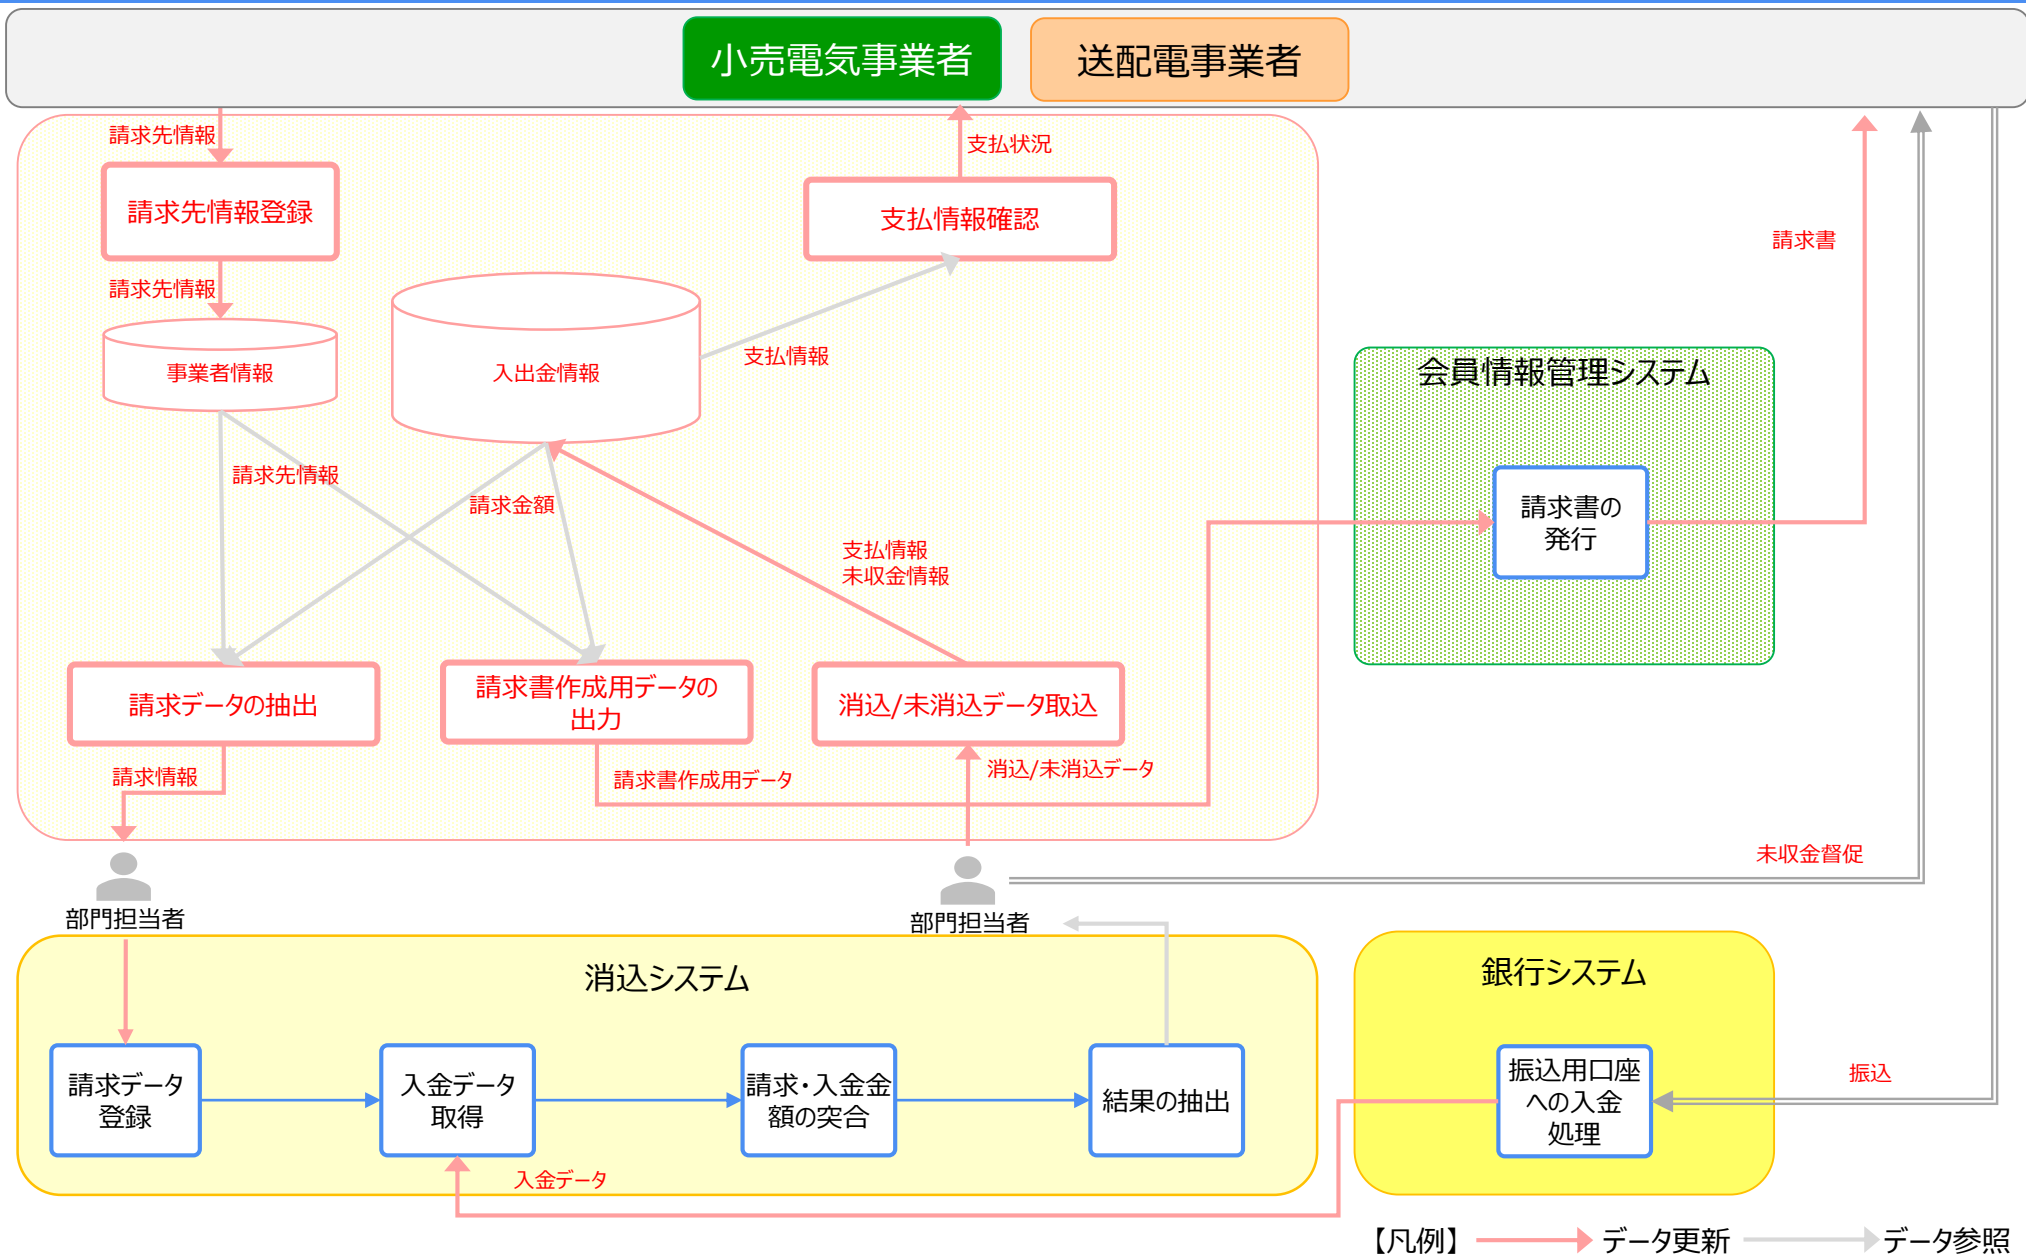 小売電気事業者
送配電事業者
請求先情報
支払状況
請求先情報登録
支払情報確認
請求書
請求先情報
事業者情報
入出金情報
支払情報
会員情報管理システム
請求先情報
請求金額
請求書の
発行
支払情報
未収金情報
請求データの抽出
請求書作成用データの
出力
消込/未消込データ取込
請求情報
請求書作成用データ
消込/未消込データ
未収金督促
部門担当者
部門担当者
消込システム
銀行システム
請求データ
登録
入金データ
取得
請求・入金金
額の突合
結果の抽出
振込用口座
への入金
処理
振込
入金データ
【凡例】
データ更新
データ参照